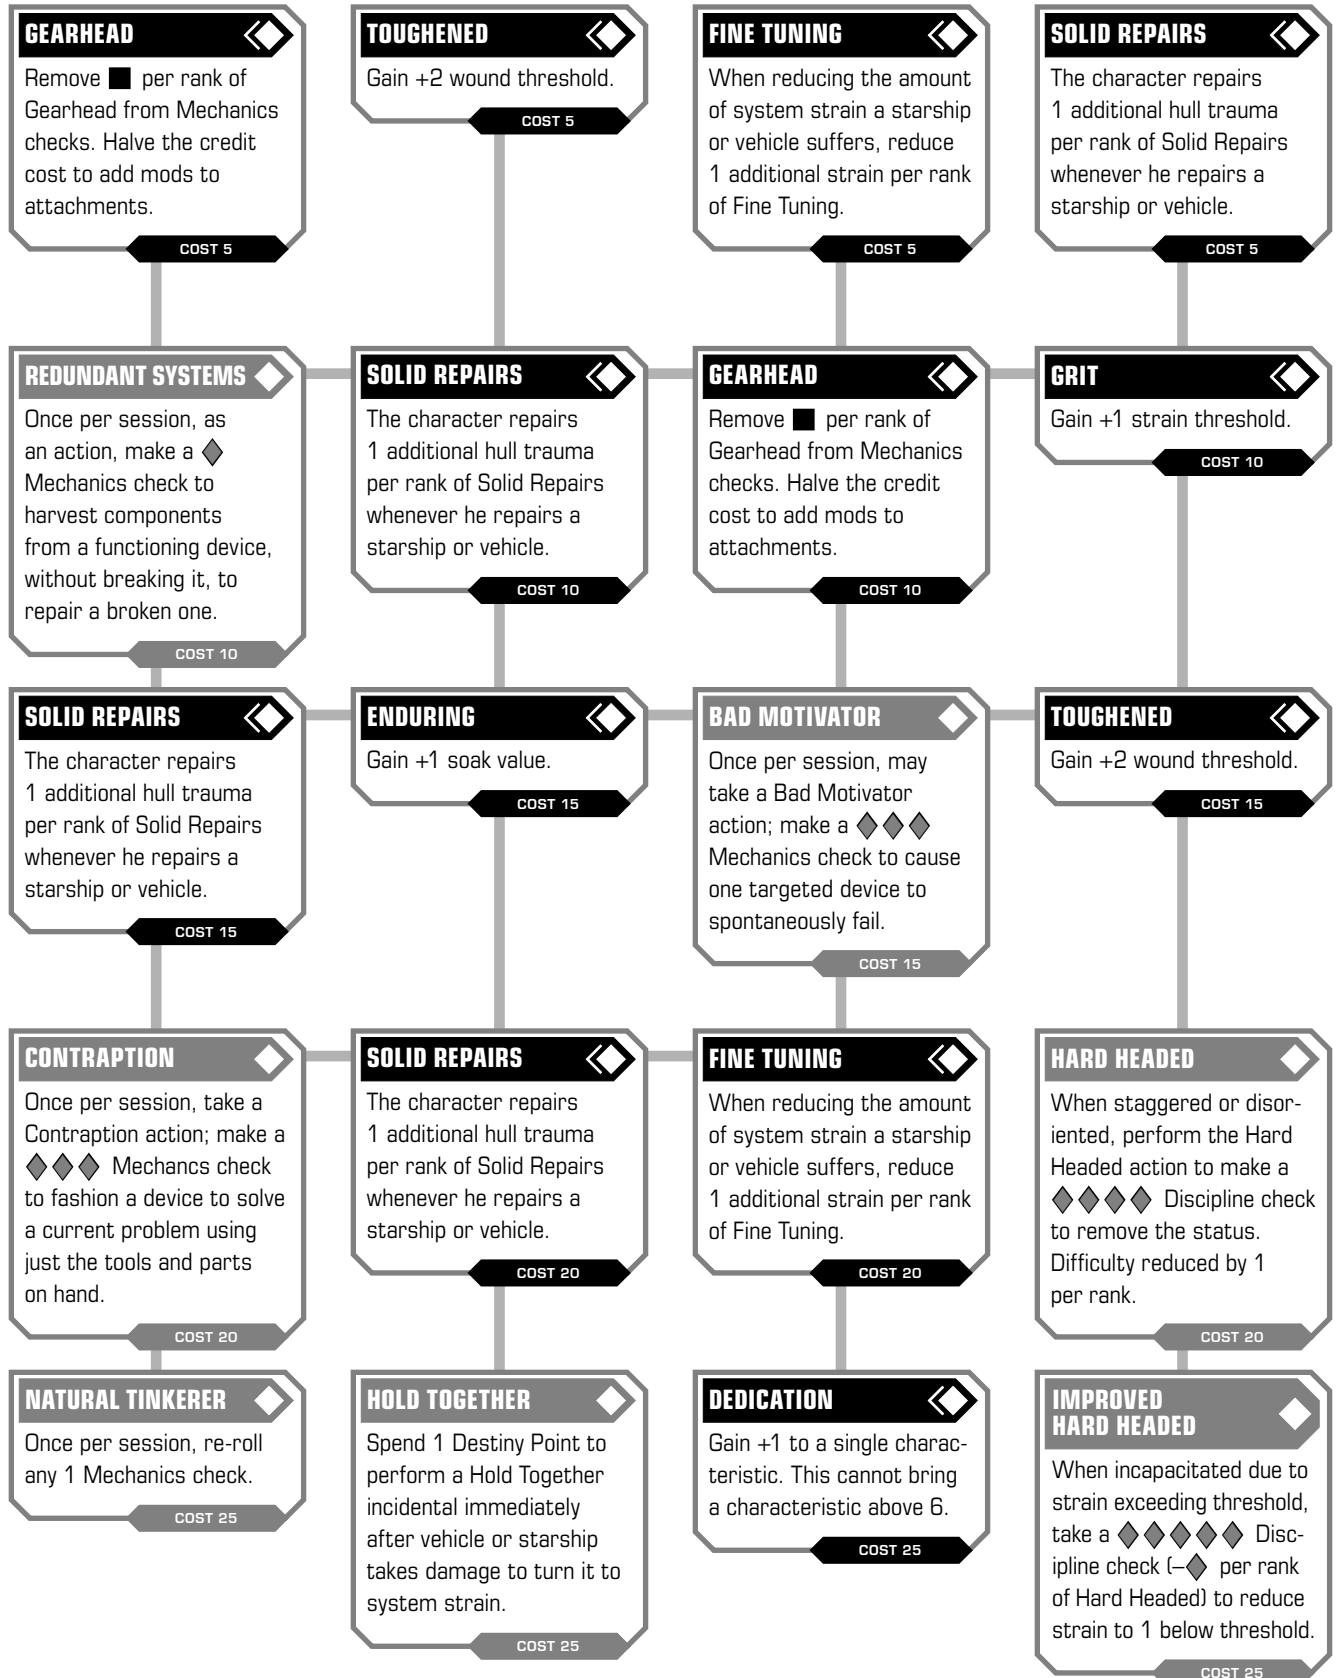 GEARHEAD
Remove per rank of
Gearhead from Mechanics
checks. Halve the credit
cost to add mods to
attachments.
COST 5
TOUGHENED
Gain +2 wound threshold.
COST 5
FINE TUNING
When reducing the amount
of system strain a starship
or vehicle suffers, reduce
1 additional strain per rank
of Fine Tuning.
COST 5
SOLID REPAIRS
The character repairs
1 additional hull trauma
per rank of Solid Repairs
whenever he repairs a
starship or vehicle.
COST 5
REDUNDANT SYSTEMS
Once per session, as
an action, make a
Mechanics check to
harvest components
from a functioning device,
without breaking it, to
repair a broken one.
COST 10
SOLID REPAIRS
The character repairs
1 additional hull trauma
per rank of Solid Repairs
whenever he repairs a
starship or vehicle.
COST 10
GEARHEAD
Remove per rank of
Gearhead from Mechanics
checks. Halve the credit
cost to add mods to
attachments.
COST 10
GRIT
Gain +1 strain threshold.
COST 10
SOLID REPAIRS
The character repairs
1 additional hull trauma
per rank of Solid Repairs
whenever he repairs a
starship or vehicle.
COST 15
ENDURING
Gain +1 soak value.
COST 15
BAD MOTIVATOR
Once per session, may
take a Bad Motivator
action; make a
Mechanics check to cause
one targeted device to
spontaneously fail.
COST 15
TOUGHENED
Gain +2 wound threshold.
COST 15
CONTRAPTION
Once per session, take a
Contraption action; make a
Mechancs check
to fashion a device to solve
a current problem using
just the tools and parts
on hand.
COST 20
SOLID REPAIRS
The character repairs
1 additional hull trauma
per rank of Solid Repairs
whenever he repairs a
starship or vehicle.
COST 20
FINE TUNING
When reducing the amount
of system strain a starship
or vehicle suffers, reduce
1 additional strain per rank
of Fine Tuning.
COST 20
HARD HEADED
When staggered or disor-
iented, perform the Hard
Headed action to make a
Discipline check
to remove the status.
Difficulty reduced by 1
per rank.
COST 20
NATURAL TINKERER
Once per session, re-roll
any 1 Mechanics check.
COST 25
HOLD TOGETHER
Spend 1 Destiny Point to
perform a Hold Together
incidental immediately
after vehicle or starship
takes damage to turn it to
system strain.
COST 25
DEDICATION
Gain +1 to a single charac-
teristic. This cannot bring
a characteristic above 6.
COST 25
IMPROVED
HARD HEADED
When incapacitated due to
strain exceeding threshold,
take a Disc-
ipline check (– per rank
of Hard Headed) to reduce
strain to 1 below threshold.
COST 25